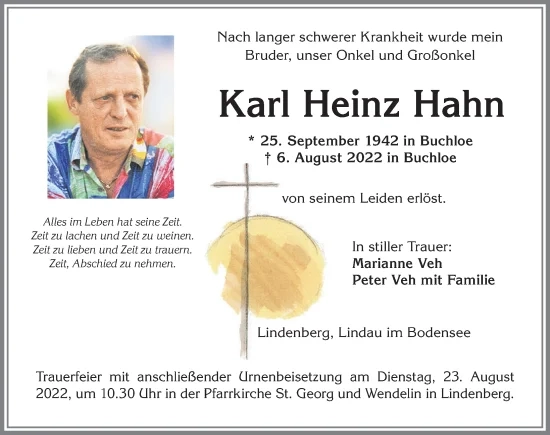 Nach langer schwerer Krankheit wurde mein
Bruder, unser Onkel und Großonkel
Karl Heinz Hahn
* 25. September 1942 in Buchloe
† 6. August 2022 in Buchloe
von seinem Leiden erlöst.
Alles im Leben hat seine Zeit.
Zeit zu lachen und Zeit zu weinen.
Zeit zu lieben und Zeit zu trauern.
Zeit, Abschied zu nehmen.
In stiller Trauer:
Marianne Veh
Peter Veh mit Familie
Lindenberg, Lindau im Bodensee
Trauerfeier mit anschließender Urnenbeisetzung am Dienstag, 23. August
2022, um 10.30 Uhr in der Pfarrkirche St. Georg und Wendelin in Lindenberg.